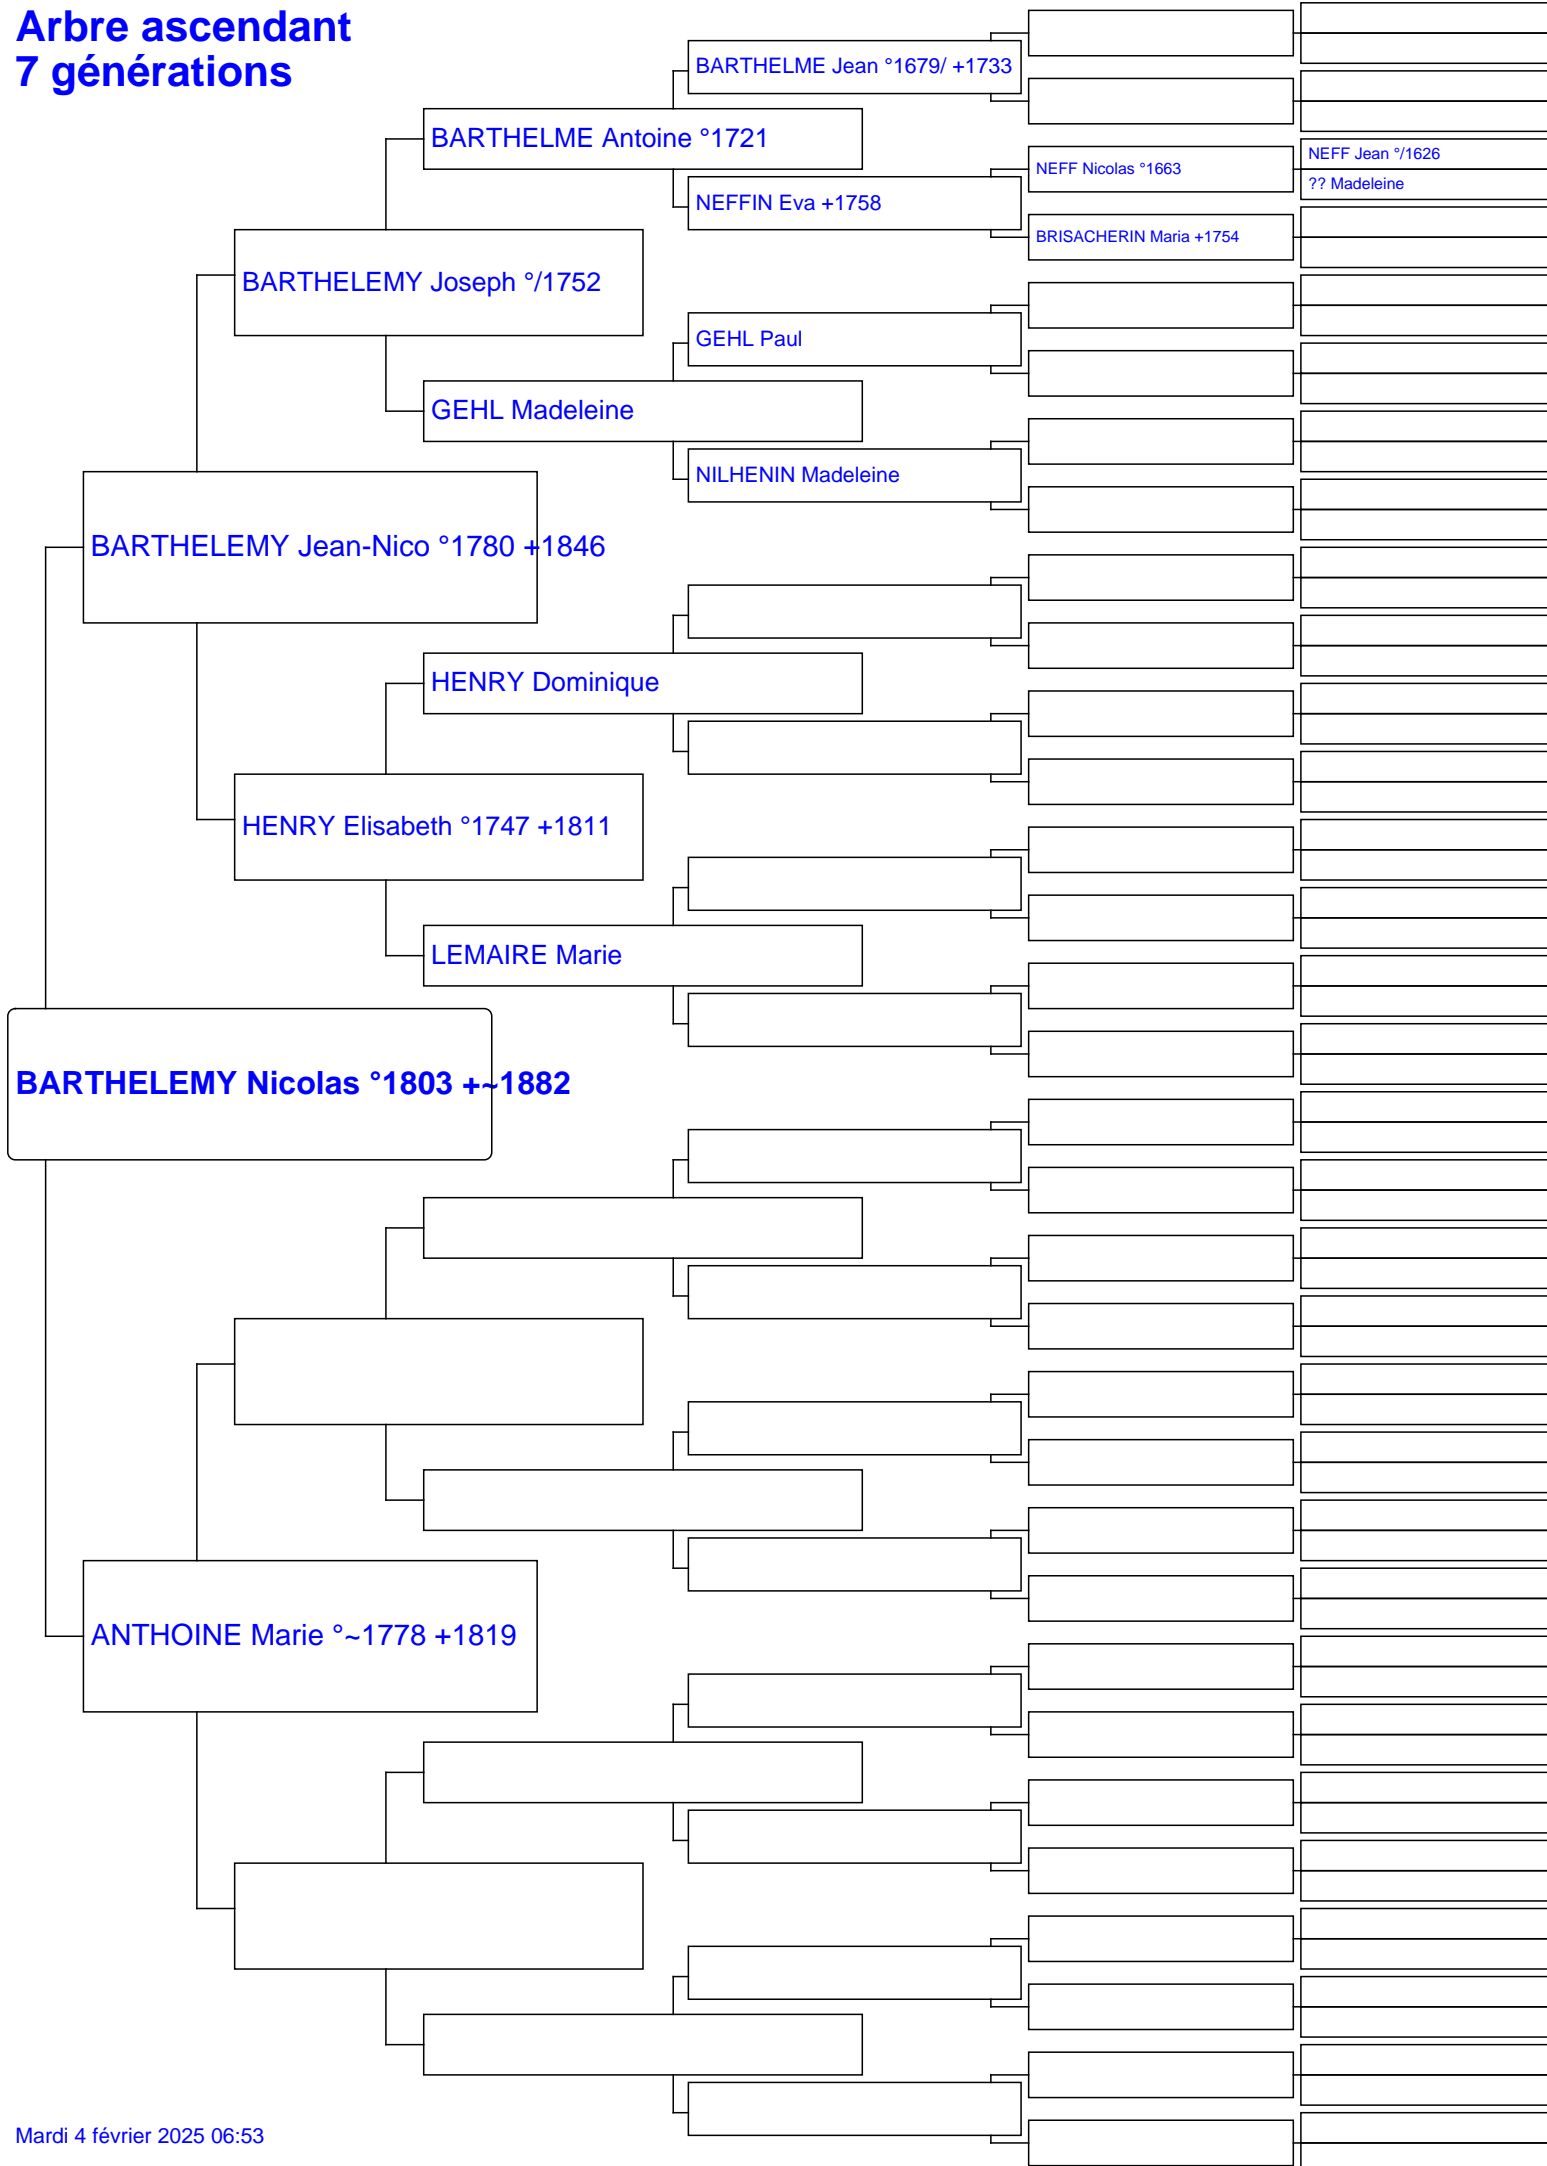 Arbre ascendant
7 générations
BARTHELME Jean °1679/ +1733
BARTHELME Antoine °1721
NEFF Jean °/1626
NEFF Nicolas °1663
?? Madeleine
NEFFIN Eva +1758
BRISACHERIN Maria +1754
BARTHELEMY Joseph °/1752
GEHL Paul
GEHL Madeleine
NILHENIN Madeleine
BARTHELEMY Jean-Nico °1780 +1846
HENRY Dominique
HENRY Elisabeth °1747 +1811
LEMAIRE Marie
BARTHELEMY Nicolas °1803 +~1882
ANTHOINE Marie °~1778 +1819
Mardi 4 février 2025 06:53